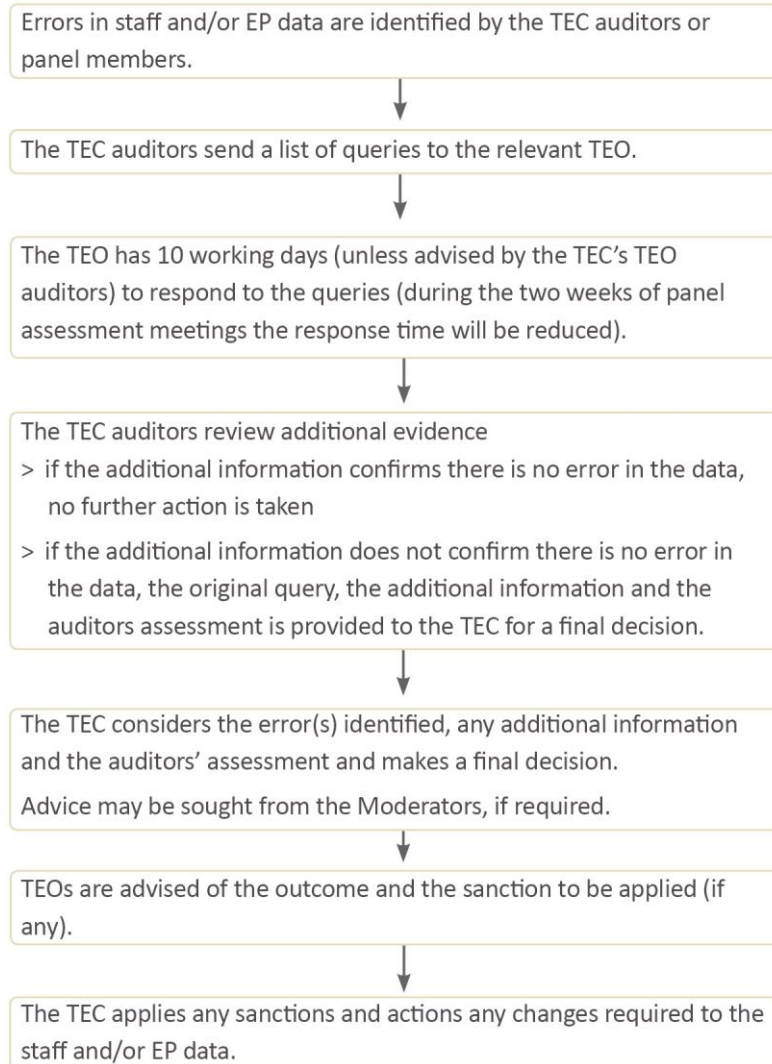 Errors in staff and/or EP data are identified by the TEC auditors or
panel members.
The TEC auditors send a list of queries to the relevant TEO.
The TEO has 10 working days (unless advised by the TEC's TEO
auditors) to respond to the queries (during the two weeks of panel
assessment meetings the response time will be reduced).
The TEC auditors review additional evidence
> if the additional information confirms there is no error in the data,
no further action is taken
> if the additional information does not confirm there is no error in
the data, the original query, the additional information and the
auditors assessment is provided to the TEC for a final decision.
The TEC considers the error(s) identified, any additional information
and the auditors' assessment and makes a final decision.
Advice may be sought from the Moderators, if required.
TEOs are advised of the outcome and the sanction to be applied (if
any).
The TEC applies any sanctions and actions any changes required to the
staff and/or EP data.